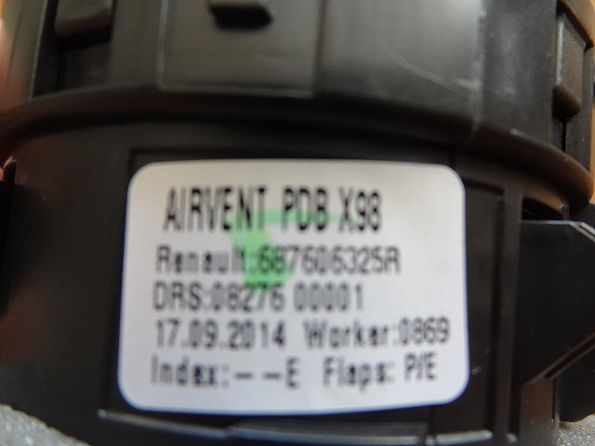 AIRVENT PDB X98
Renault:687606325R
DRS:08276 00001
17.09.2014 Worker:0869
Index:--E Flaps: P/E